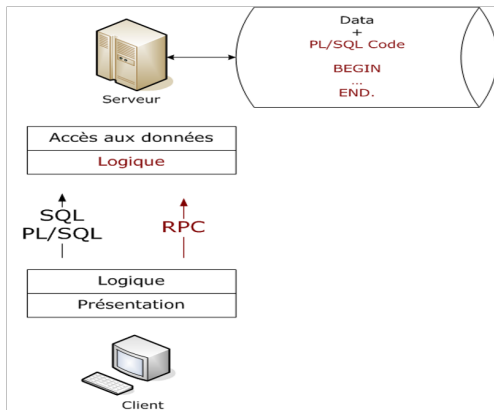 Data
+
PL/SQL Code
BEGIN
...
END.
Serveur
Accès aux données
Logique
SQL
PL/SQL
RPC
Logique
Présentation
Client